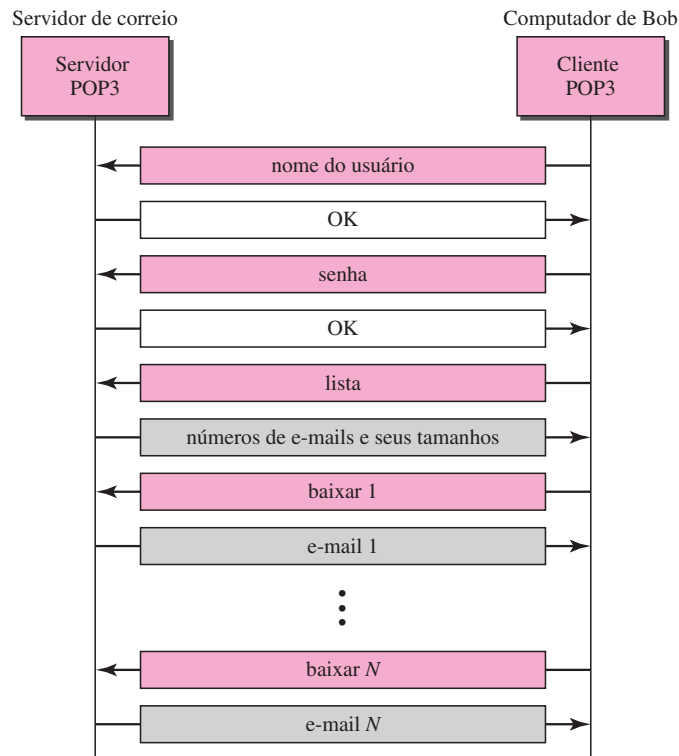 Servidor de correio
Computador de Bob
Servidor
POP3
Cliente
POP3
nome do usuário
OK
senha
OK
lista
números de e-mails e seus tamanhos
baixar 1
e-mail 1
baixar N
e-mail N